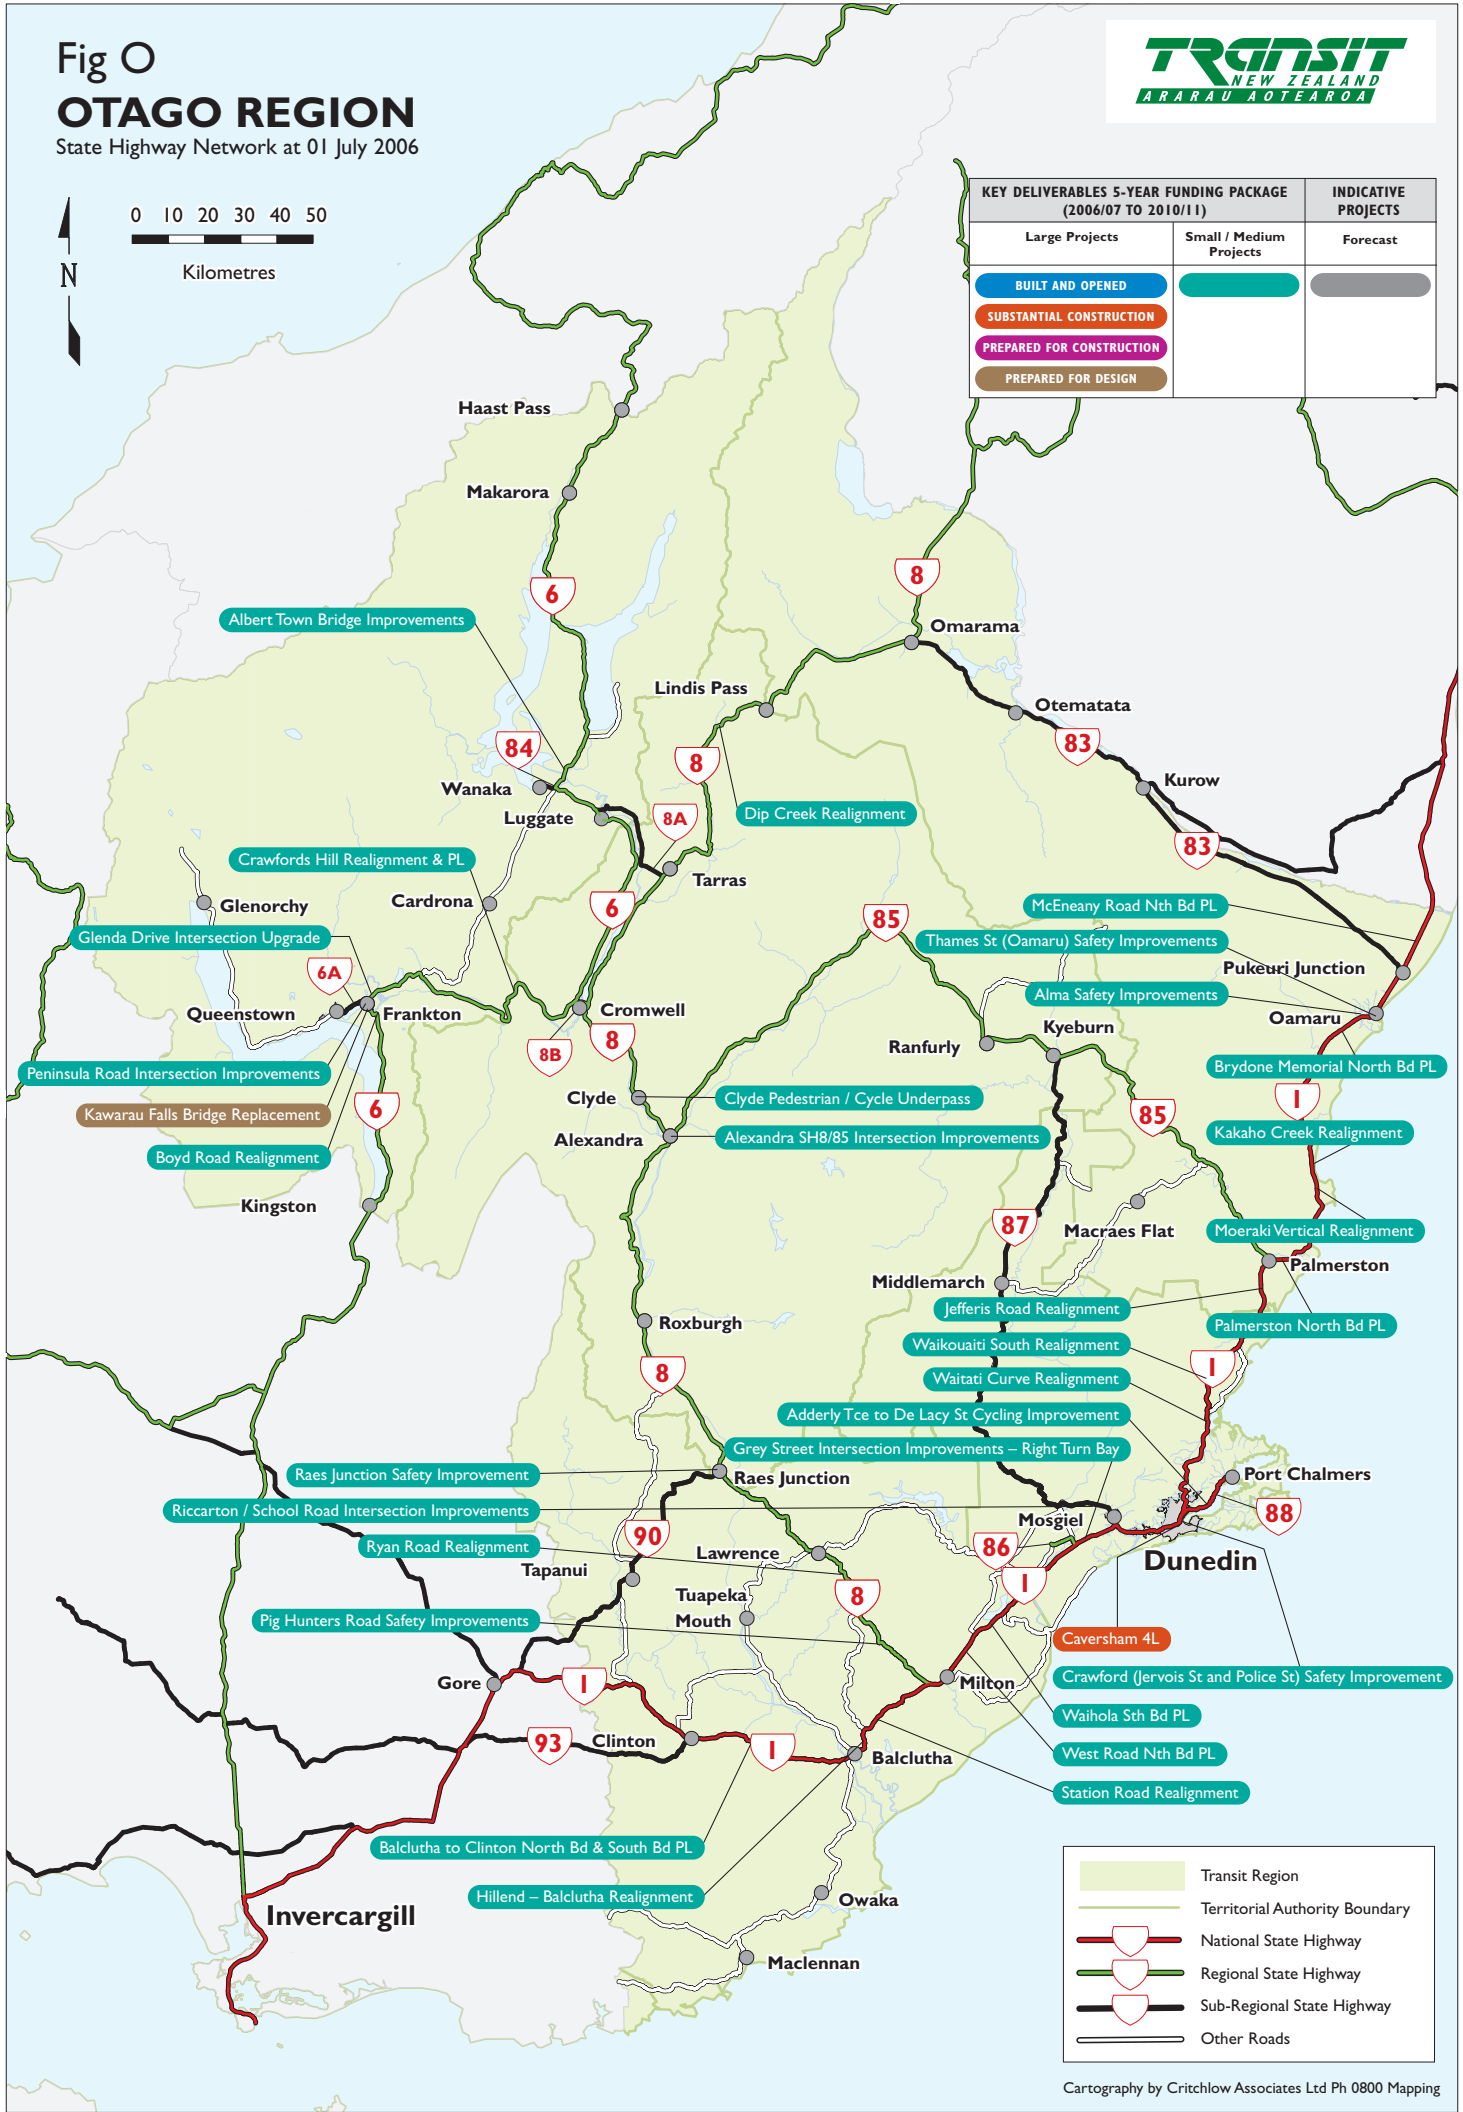 Fig O
OTAGO REGION
State Highway Network at 01 July 2006
TRANSIT
NEW ZEALAND
ARARAU AOTEAROA
0 10 20 30 40 50
Kilometres
N
KEY DELIVERABLES 5-YEAR FUNDING PACKAGE
(2006/07 TO 2010/11)
INDICATIVE
PROJECTS
Large Projects
Small / Medium
Projects
Forecast
BUILT AND OPENED
SUBSTANTIAL CONSTRUCTION
PREPARED FOR CONSTRUCTION
PREPARED FOR DESIGN
Haast Pass
Makarora
8
6
Albert Town Bridge Improvements
Omarama
Lindis Pass
Otematata
84
83
8
Wanaka
Kurow
Luggate
8A
Dip Creek Realignment
83
Crawfords Hill Realignment & PL
Tarras
Cardrona
Glenorchy
6
85
McEneany Road Nth Bd PL
Glenda Drive Intersection Upgrade
Thames St (Oamaru) Safety Improvements
6A
Pukeuri Junction
Alma Safety Improvements
Queenstown
Frankton
Cromwell
Oamaru
8B
8
Ranfurly
Kyeburn
Peninsula Road Intersection Improvements
Brydone Memorial North Bd PL
Kawarau Falls Bridge Replacement
6
Clyde
Clyde Pedestrian / Cycle Underpass
1
85
Alexandra
Alexandra SH8/85 Intersection Improvements
Kakaho Creek Realignment
Boyd Road Realignment
Kingston
87
Macraes Flat
Moeraki Vertical Realignment
Palmerston
Middlemarch
Jefferis Road Realignment
Roxburgh
Palmerston North Bd PL
Waikouaiti South Realignment
8
1
Waitati Curve Realignment
Adderly Tce to De Lacy St Cycling Improvement
Grey Street Intersection Improvements – Right Turn Bay
Raes Junction Safety Improvement
Raes Junction
Port Chalmers
Riccarton / School Road Intersection Improvements
88
Mosgiel
90
Ryan Road Realignment
Lawrence
86
Dunedin
Tapanui
1
Tuapeka
Mouth
8
Pig Hunters Road Safety Improvements
Caversham 4L
Crawford (Jervois St and Police St) Safety Improvement
Gore
1
Milton
Waihola Sth Bd PL
93
Clinton
1
Balclutha
West Road Nth Bd PL
Station Road Realignment
Balclutha to Clinton North Bd & South Bd PL
Hillend – Balclutha Realignment
Owaka
Invercargill
Maclennan
Transit Region
Territorial Authority Boundary
National State Highway
Regional State Highway
Sub-Regional State Highway
Other Roads
Cartography by Critchlow Associates Ltd Ph 0800 Mapping